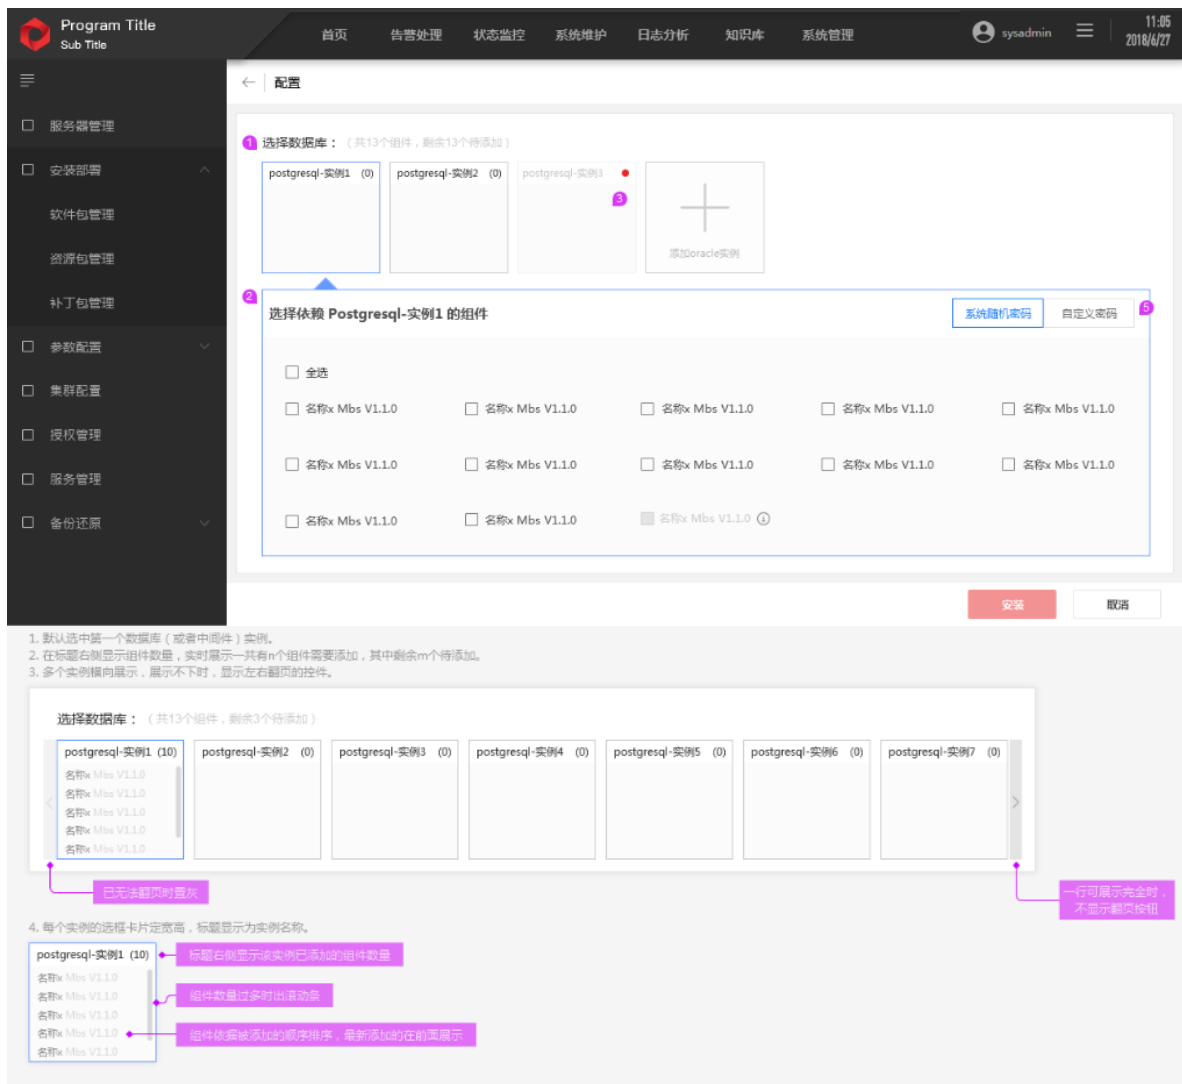 Program Title
Sub Title
首页
告警处理
状态监控
系统维护
日志分析
知识库
系统管理
sysadmin
11:05
2018/6/27
配置
服务器管理
安装部署
软件包管理
资源包管理
补丁包管理
参数配置
集群配置
授权管理
服务管理
备份还原
1 选择数据库：（共13个组件，剩余13个待添加）
postgresql-实例1 (0)
postgresql-实例2 (0)
postgresql-实例3
3
添加oracle实例
2
选择依赖 Postgresql-实例1 的组件
系统随机密码
自定义密码
5
全选
名称x Mbs V1.1.0
名称x Mbs V1.1.0
名称x Mbs V1.1.0
名称x Mbs V1.1.0
名称x Mbs V1.1.0
名称x Mbs V1.1.0
名称x Mbs V1.1.0
名称x Mbs V1.1.0
名称x Mbs V1.1.0
名称x Mbs V1.1.0
名称x Mbs V1.1.0
名称x Mbs V1.1.0
名称x Mbs V1.1.0
安装
取消
1. 默认选中第一个数据库（或者中间件）实例。
2. 在标题右侧显示组件数量，实时展示一共有n个组件需要添加，其中剩余m个待添加。
3. 多个实例横向展示，展示不下时，显示左右翻页的控件。
选择数据库：（共13个组件，剩余3个待添加）
postgresql-实例1 (10)
postgresql-实例2 (0)
postgresql-实例3 (0)
postgresql-实例4 (0)
postgresql-实例5 (0)
postgresql-实例6 (0)
postgresql-实例7 (0)
名称x Mbs V1.1.0
名称x Mbs V1.1.0
名称x Mbs V1.1.0
名称x Mbs V1.1.0
名称x Mbs V1.1.0
已无法翻页时置灰
一行可展示完全时，
不显示翻页按钮
4. 每个实例的选框卡片定宽高，标题显示为实例名称。
postgresql-实例1 (10)
标题右侧显示该实例已添加的组件数量
名称x Mbs V1.1.0
名称x Mbs V1.1.0
组件数量过多时出滚动条
名称x Mbs V1.1.0
名称x Mbs V1.1.0
组件依据被添加的顺序排序，最新添加的在前面展示
名称x Mbs V1.1.0